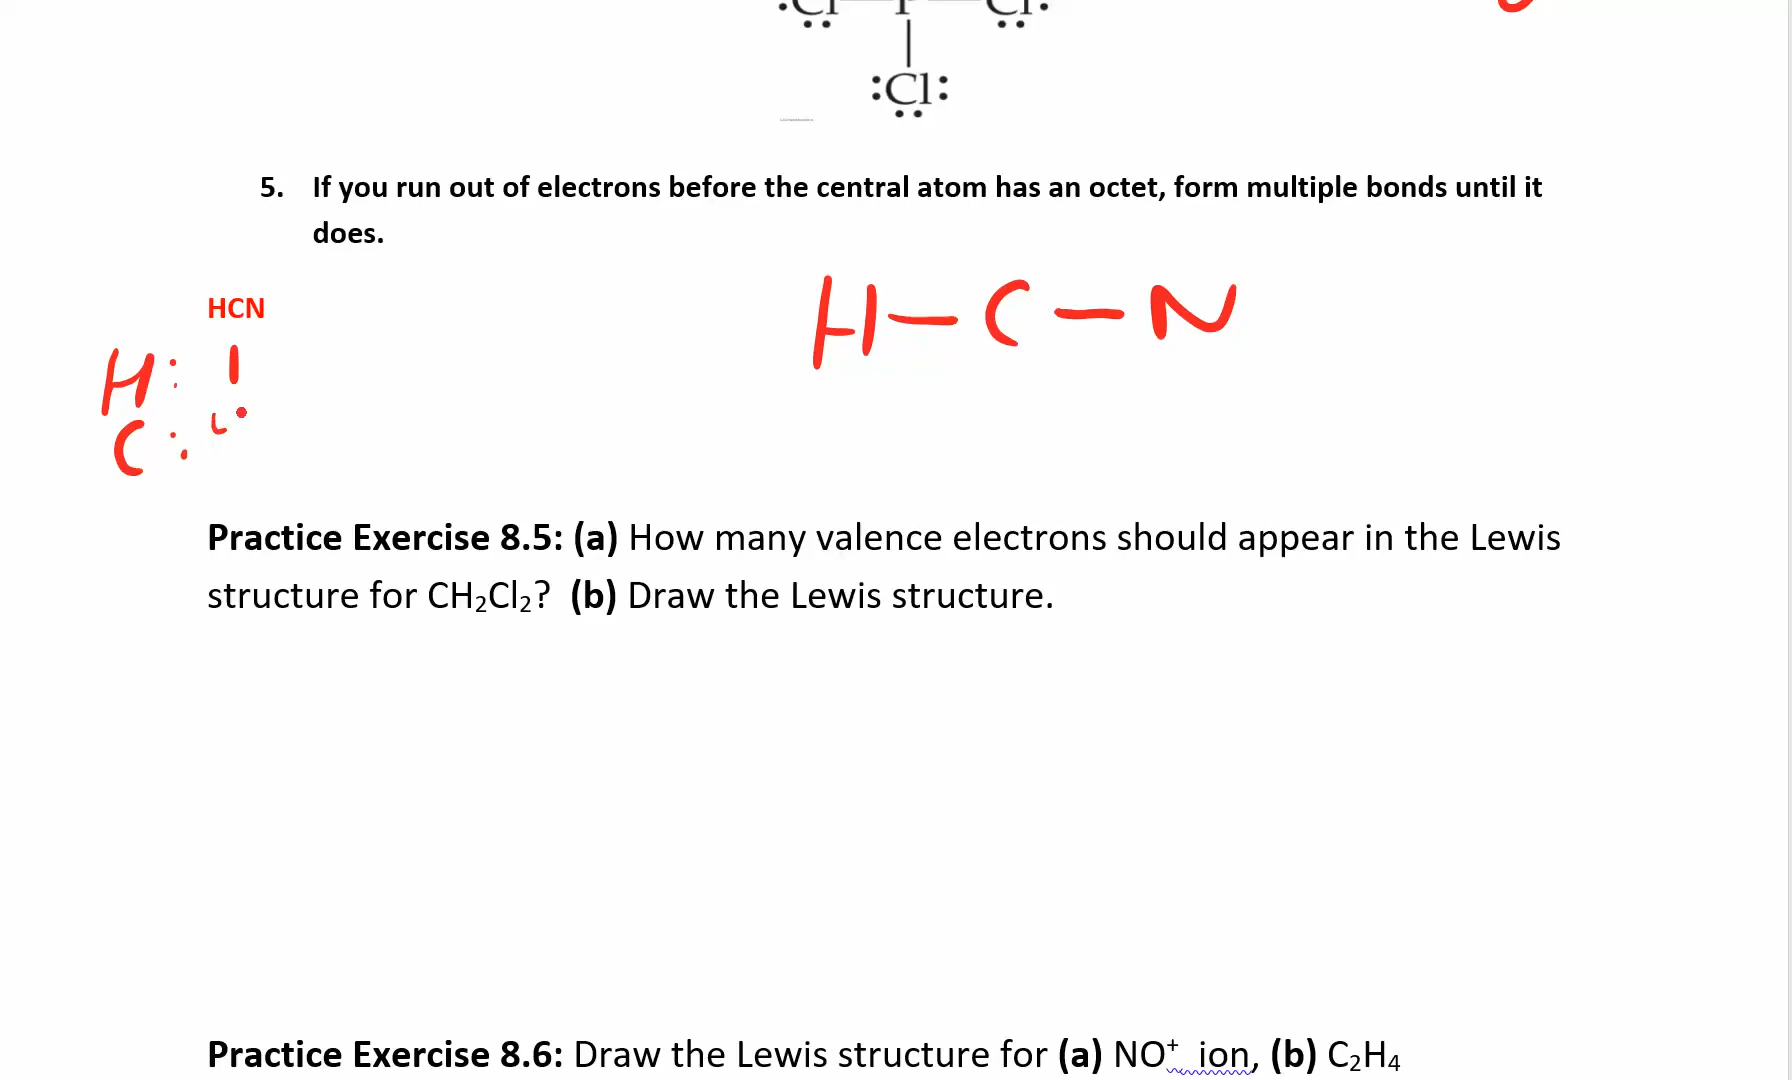 :Cl—P—Cl:
:Cl:
5. If you run out of electrons before the central atom has an octet, form multiple bonds until it
does.
H–C–N
HCN
H: 1
C:
Practice Exercise 8.5: (a) How many valence electrons should appear in the Lewis
structure for CH₂Cl₂? (b) Draw the Lewis structure.
Practice Exercise 8.6: Draw the Lewis structure for (a) NO⁺ ion, (b) C₂H₄